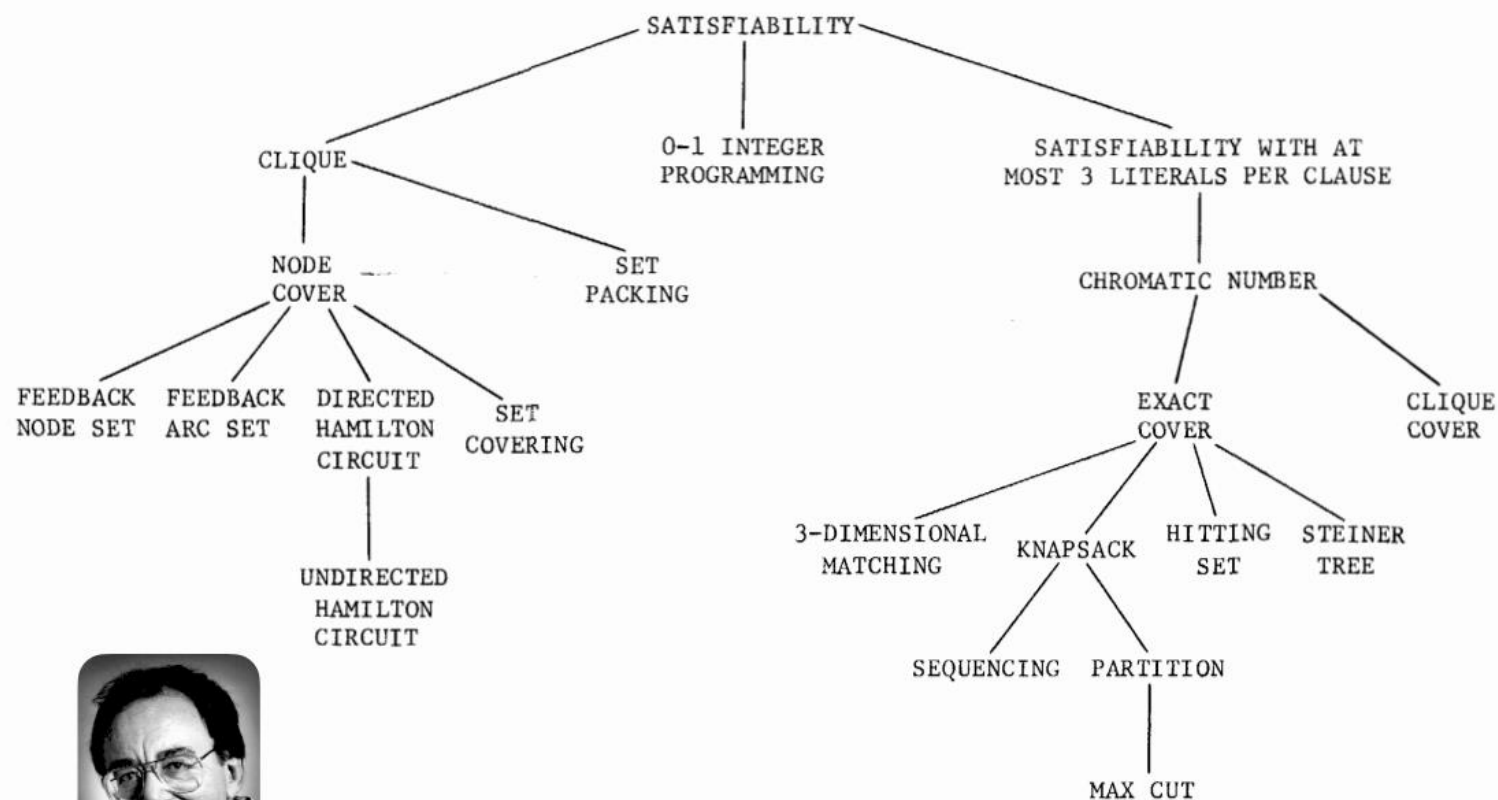 SATISFIABILITY
CLIQUE
0-1 INTEGER
PROGRAMMING
SATISFIABILITY WITH AT
MOST 3 LITERALS PER CLAUSE
NODE
COVER
SET
PACKING
CHROMATIC NUMBER
FEEDBACK
NODE SET
FEEDBACK
ARC SET
DIRECTED
HAMILTON
CIRCUIT
SET
COVERING
EXACT
COVER
CLIQUE
COVER
3-DIMENSIONAL
MATCHING
KNAPSACK
HITTING
SET
STEINER
TREE
UNDIRECTED
HAMILTON
CIRCUIT
SEQUENCING
PARTITION
MAX CUT